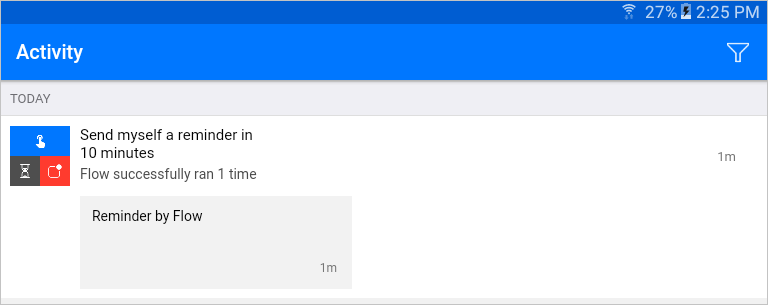 27% 2:25 PM
Activity
TODAY
Send myself a reminder in
10 minutes
1m
Flow successfully ran 1 time
Reminder by Flow
1m